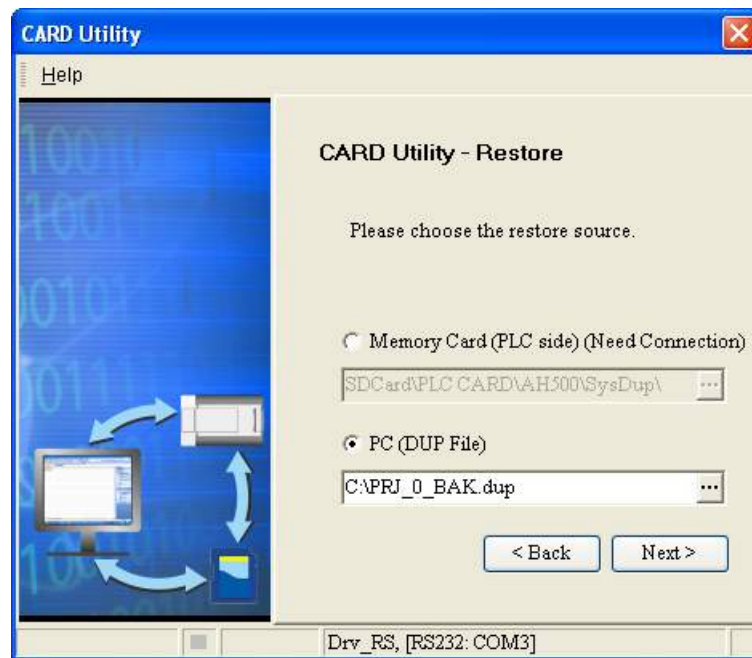 CARD Utility
Help
CARD Utility - Restore
Please choose the restore source.
Memory Card (PLC side) (Need Connection)
SDCard\PLC CARD\AH500\SysDup\ ...
PC (DUP File)
C:\PRJ_0_BAK.dup ...
< Back Next >
Drv_RS, [RS232: COM3]